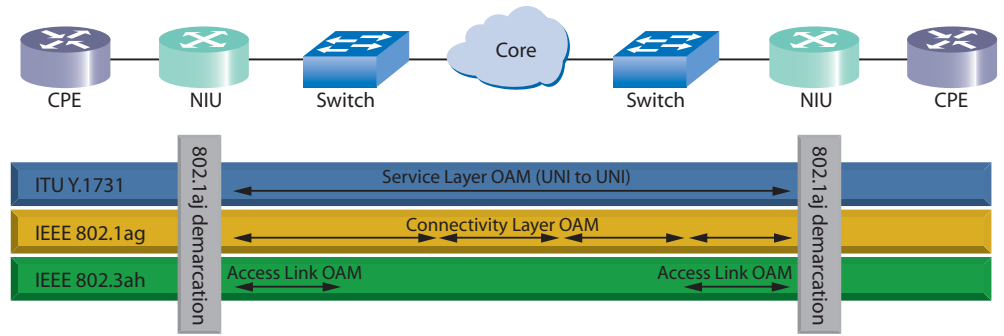 Core
CPE
NIU
Switch
Switch
NIU
CPE
802.1aj demarcation
802.1aj demarcation
ITU Y.1731
Service Layer OAM (UNI to UNI)
IEEE 802.1ag
Connectivity Layer OAM
IEEE 802.3ah
Access Link OAM
Access Link OAM